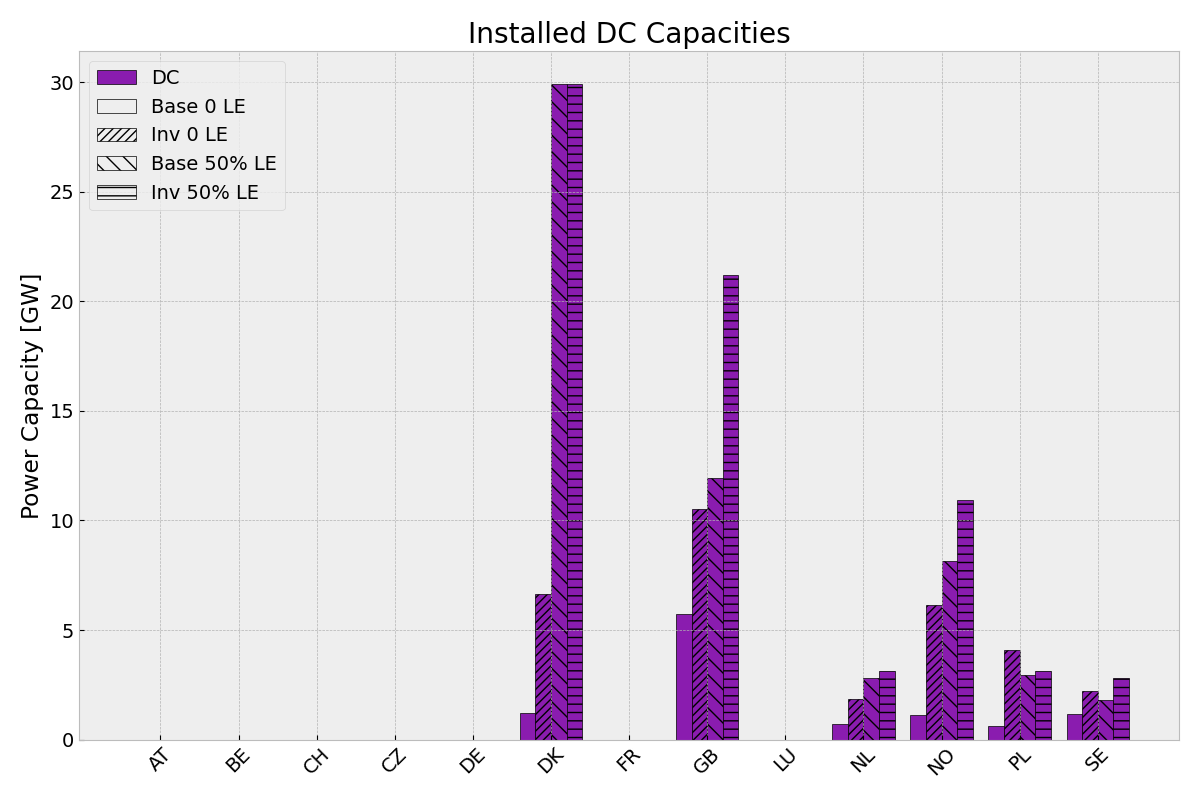 Installed DC Capacities
DC
Base 0 LE
Inv 0 LE
Base 50% LE
Inv 50% LE
Power Capacity [GW]
30
25
20
15
10
5
0
AT
BE
CH
CZ
DE
DK
FR
GB
LU
NL
NO
PL
SE